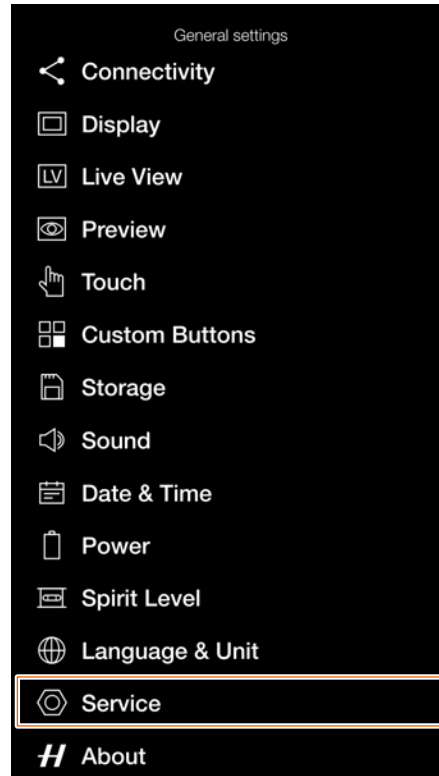 General settings
Connectivity
Display
LV Live View
Preview
Touch
Custom Buttons
Storage
Sound
Date & Time
Power
Spirit Level
Language & Unit
Service
H About